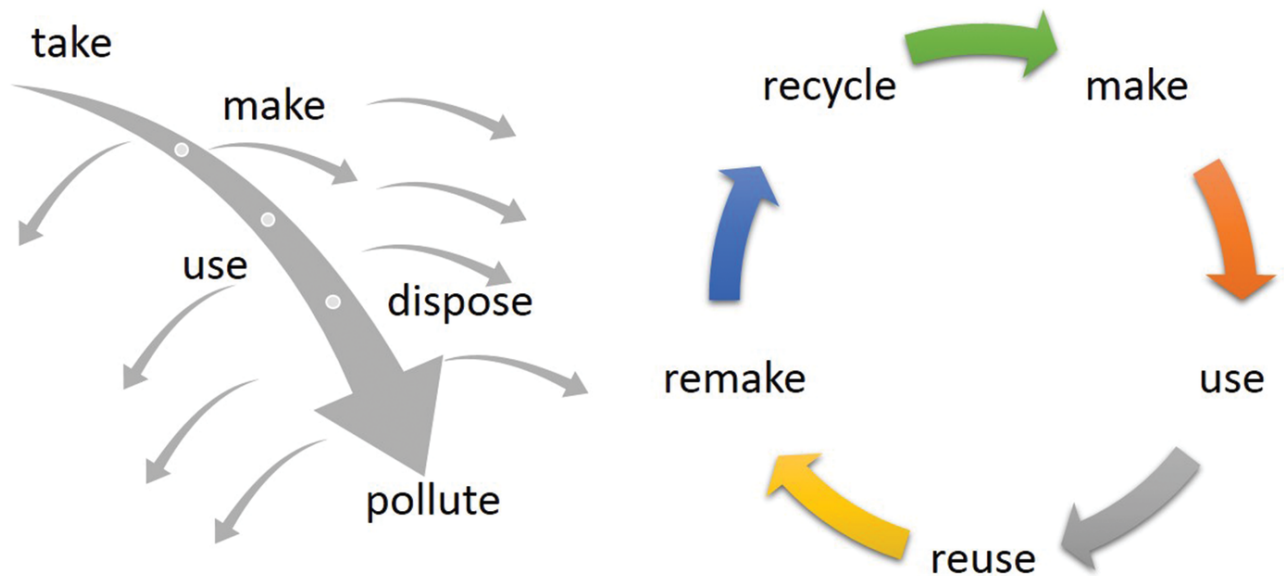 take
make
use
dispose
pollute
recycle
make
use
reuse
remake